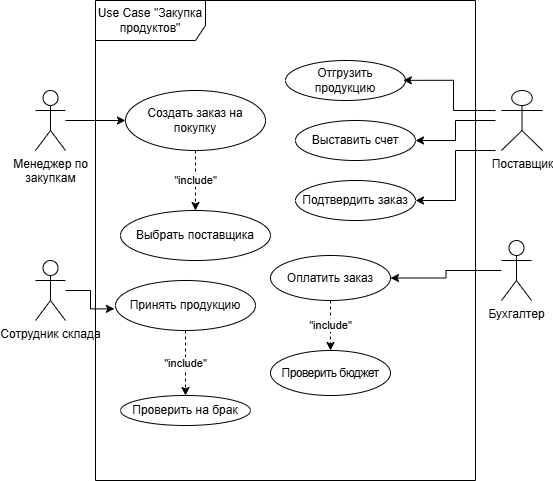 Use Case "Закупка
продуктов"
Отгрузить
продукцию
Создать заказ на
покупку
Выставить счет
Менеджер по
закупкам
Поставщик
"include"
Подтвердить заказ
Выбрать поставщика
Оплатить заказ
Принять продукцию
Бухгалтер
"include"
Сотрудник склада
"include"
Проверить бюджет
Проверить на брак